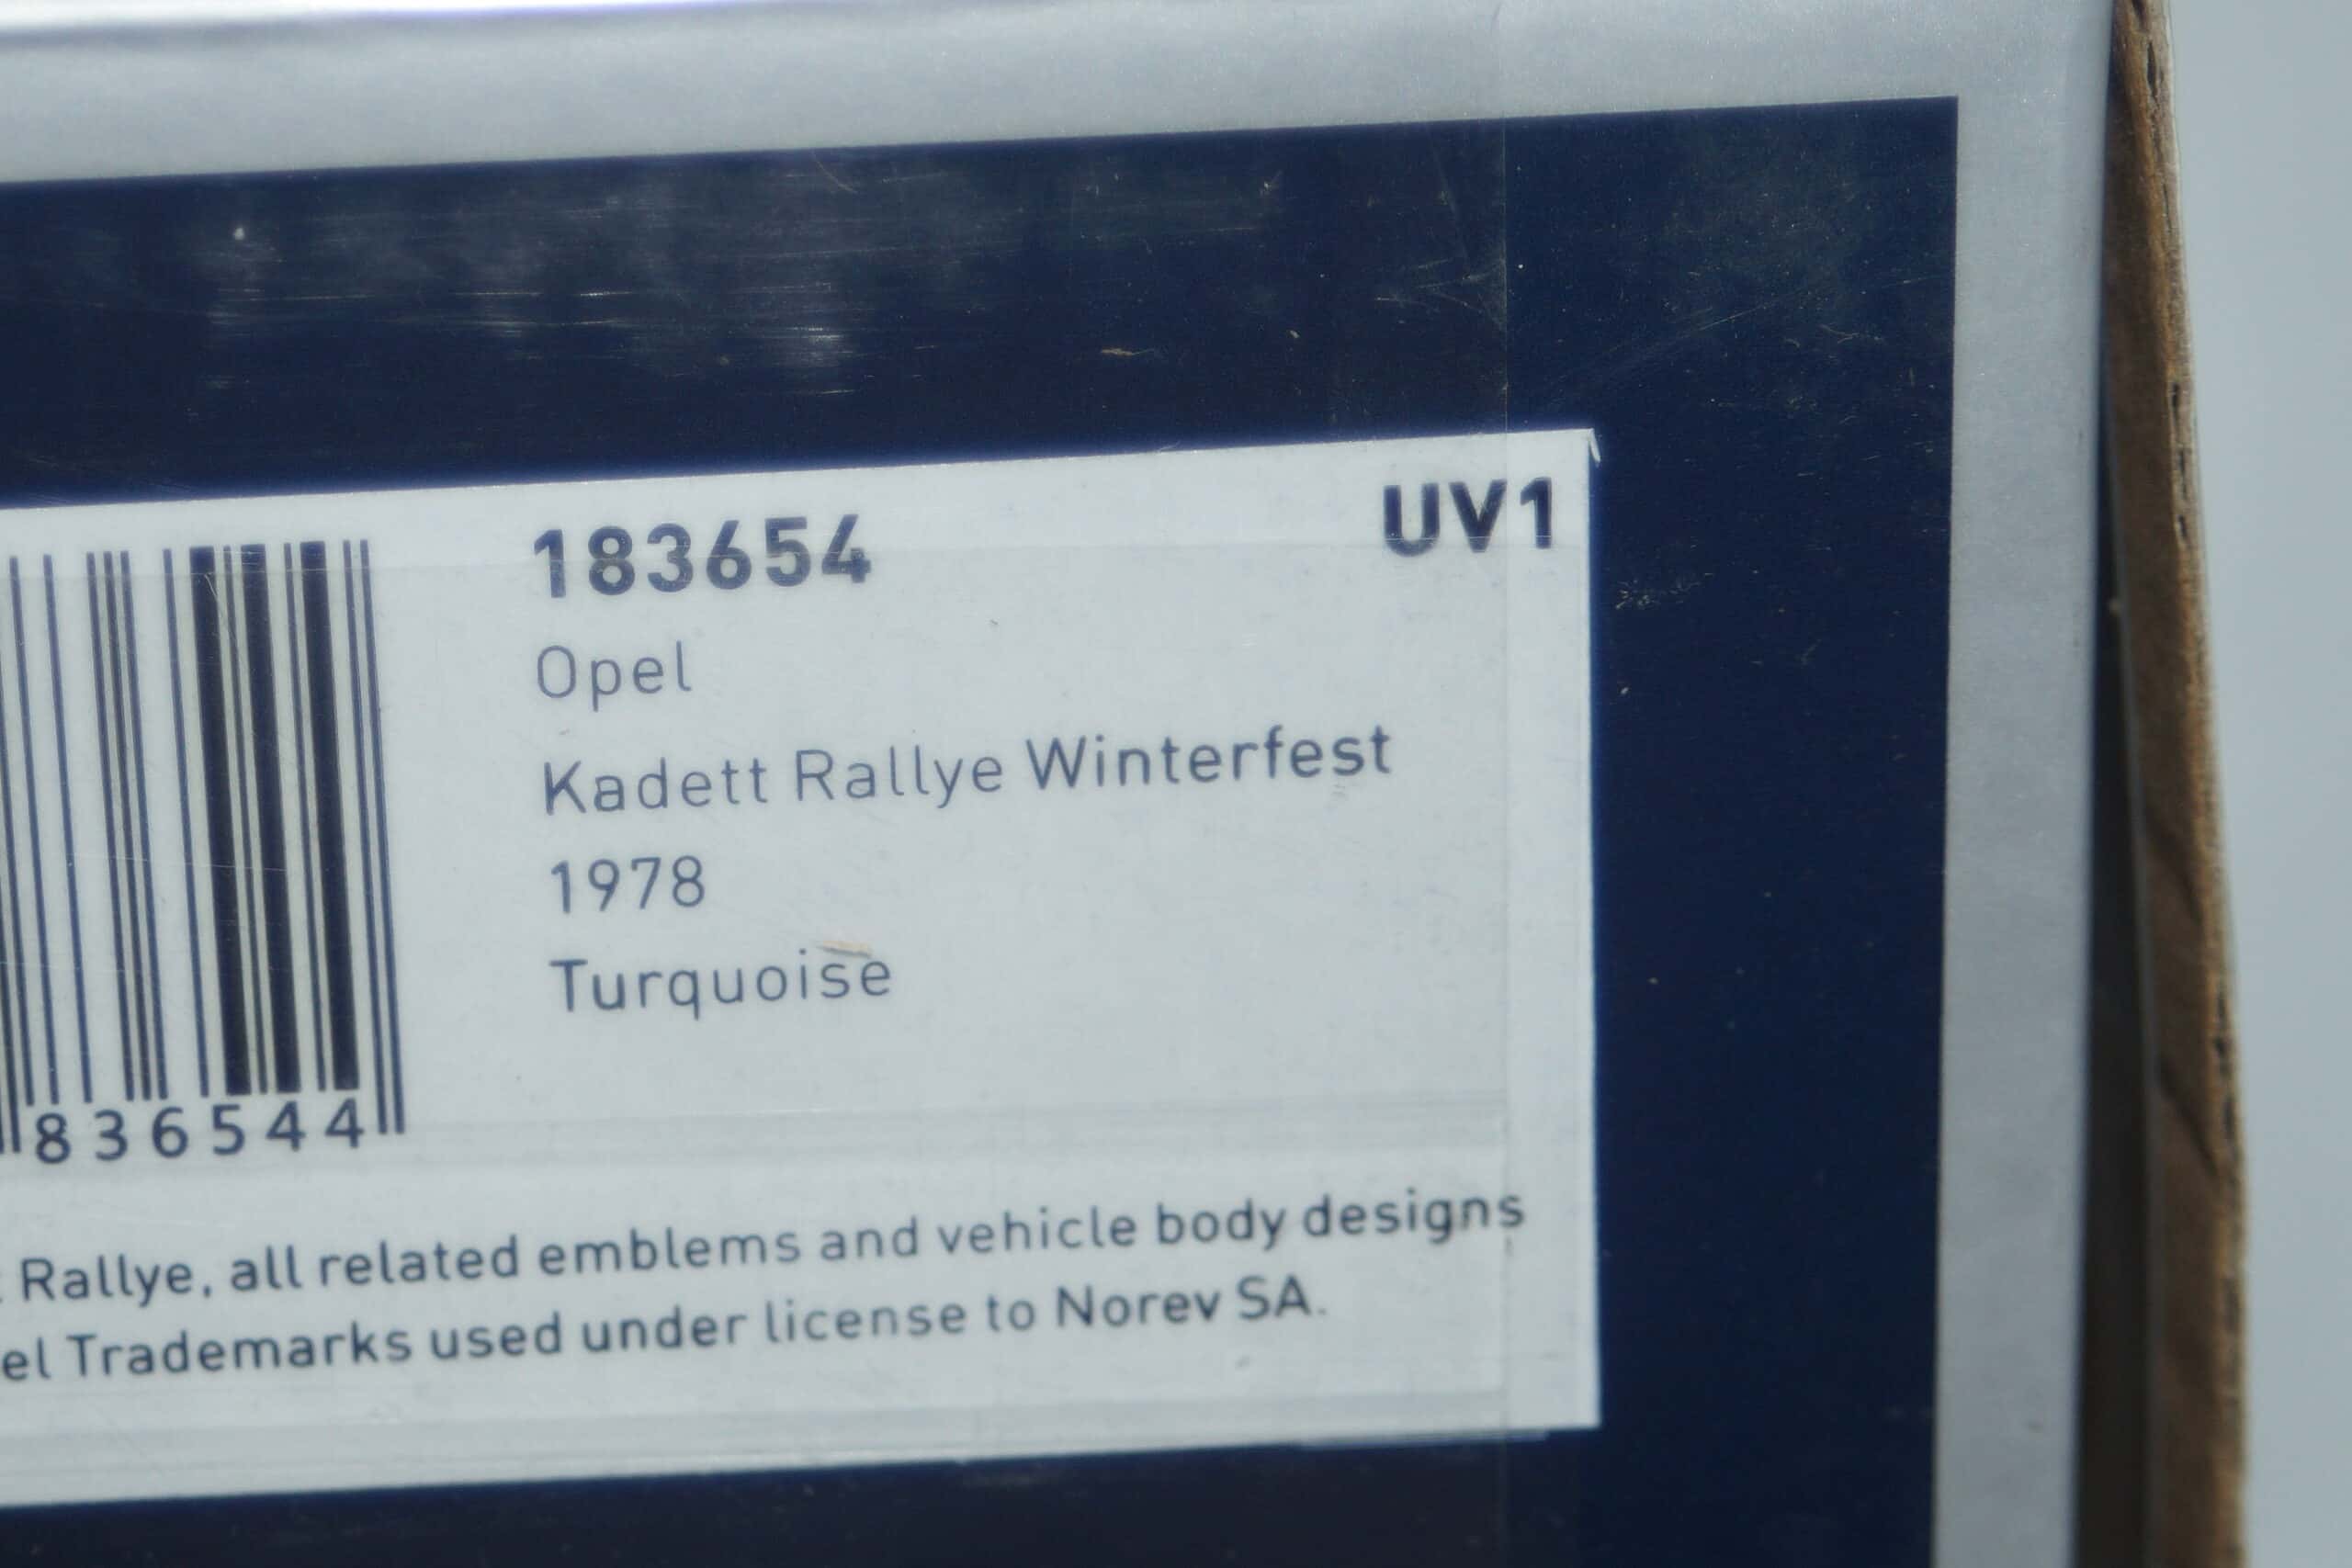 183654
UV1
Opel
Kadett Rallye Winterfest
1978
Turquoise
836544
Rallye, all related emblems and vehicle body designs
el Trademarks used under license to Norev SA.